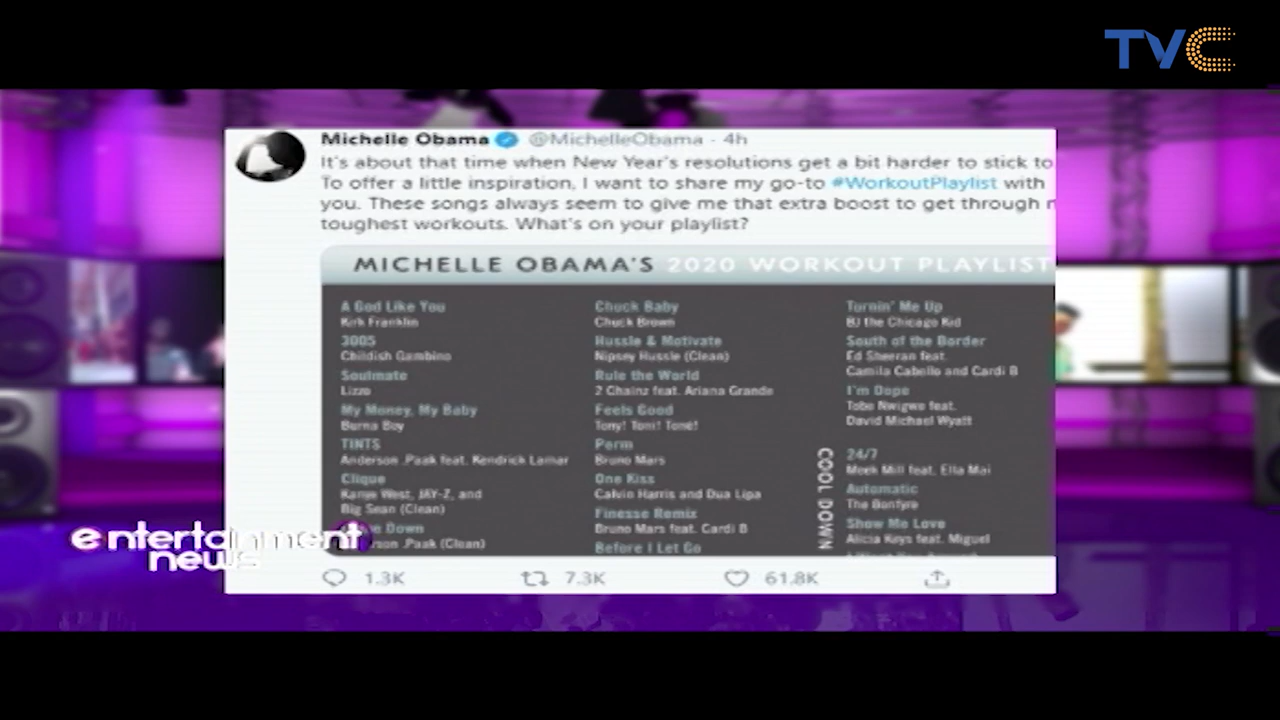 TVC
Michelle Obama @MichelleObama · 4h
It's about that time when New Year's resolutions get a bit harder to stick to
To offer a little inspiration, I want to share my go-to #WorkoutPlaylist with
you. These songs always seem to give me that extra boost to get through
toughest workouts. What's on your playlist?
MICHELLE OBAMA'S 2020 WORKOUT PLAYLIST
A God Like You
Kirk Franklin
3005
Childish Gambino
Soulmate
Lizzo
My Money, My Baby
Burna Boy
TINTS
Anderson .Paak feat. Kendrick Lamar
Clique
Kanye West, JAY-Z, and
Big Sean (Clean)
Down
.Paak (Clean)
Chuck Baby
Chuck Brown
Hussle & Motivate
Nipsey Hussle (Clean)
Rule the World
2 Chainz feat. Ariana Grande
Feels Good
Tony! Toni! Toné!
Perm
Bruno Mars
One Kiss
Calvin Harris and Dua Lipa
Finesse Remix
Bruno Mars feat. Cardi B
Before I Let Go
Turnin' Me Up
BJ the Chicago Kid
South of the Border
Ed Sheeran feat.
Camila Cabello and Cardi B
I'm Dope
Tobe Nwigwe feat.
David Michael Wyatt
COOL DOWN
24/7
Meek Mill feat. Ella Mai
Automatic
The Bonfyre
Show Me Love
Alicia Keys feat. Miguel
entertainment
news
1.3K 7.3K 61.8K